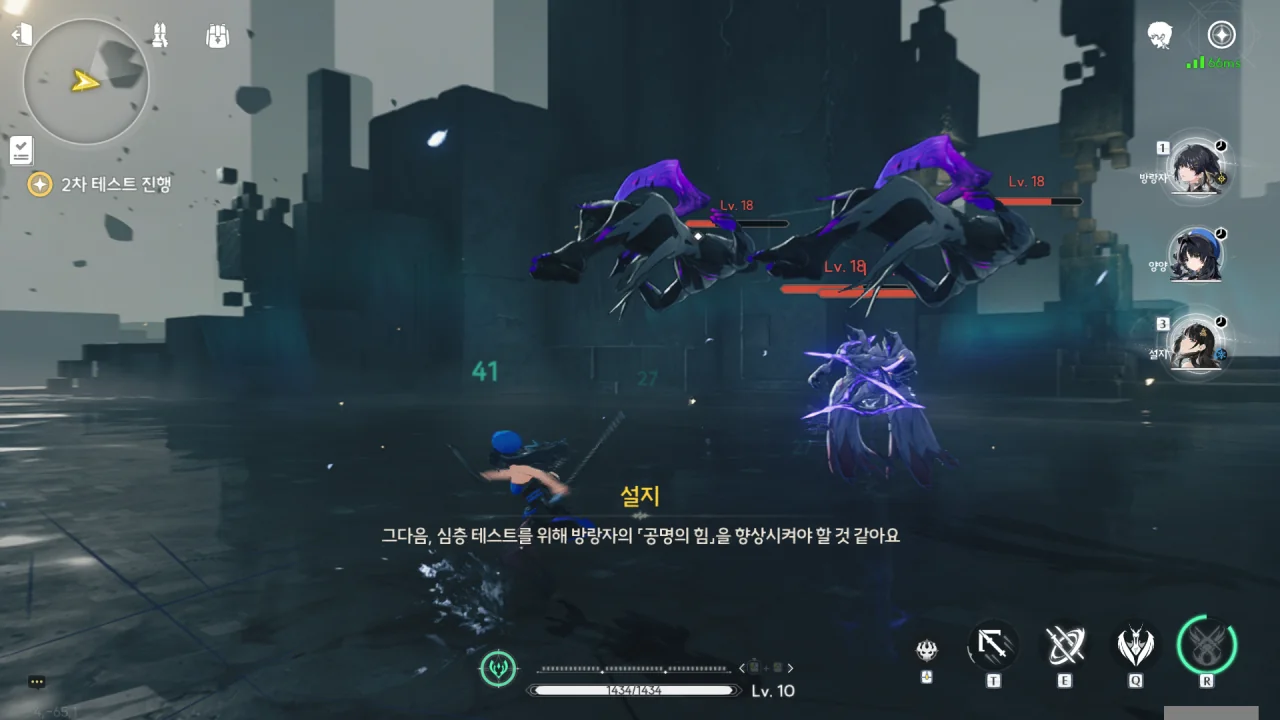 66ms
2차 테스트 진행
Lv. 18
Lv. 18
Lv. 18
1
방랑자
양양
3
설지
41
27
설지
그다음, 심층 테스트를 위해 방랑자의 「공명의 힘」을 향상시켜야 할 것 같아요
1434/1434
Lv. 10
T
E
Q
R